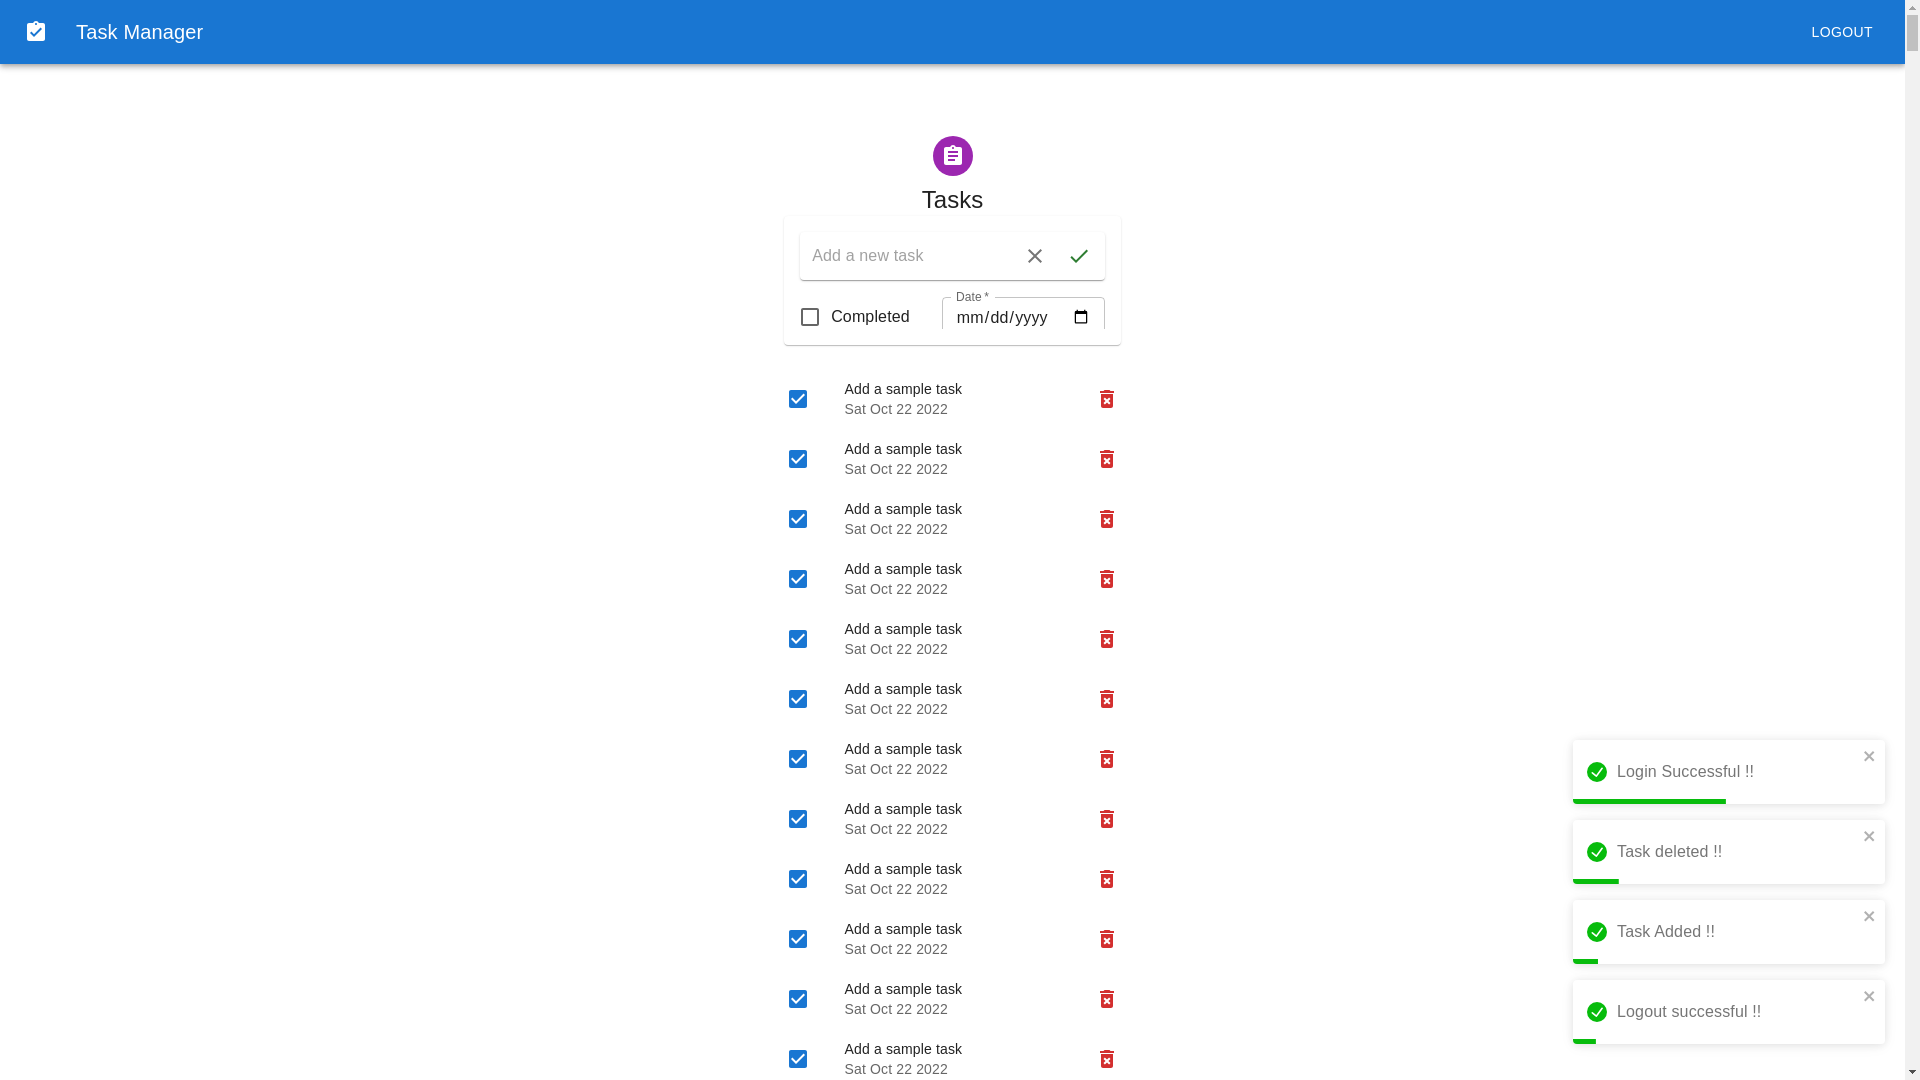 Task Manager
LOGOUT
Tasks
Add a new task
Completed
Date *
mm/dd/yyyy
Add a sample task
Sat Oct 22 2022
Add a sample task
Sat Oct 22 2022
Add a sample task
Sat Oct 22 2022
Add a sample task
Sat Oct 22 2022
Add a sample task
Sat Oct 22 2022
Add a sample task
Sat Oct 22 2022
Add a sample task
Sat Oct 22 2022
Add a sample task
Sat Oct 22 2022
Add a sample task
Sat Oct 22 2022
Add a sample task
Sat Oct 22 2022
Add a sample task
Sat Oct 22 2022
Add a sample task
Sat Oct 22 2022
Login Successful !!
Task deleted !!
Task Added !!
Logout successful !!